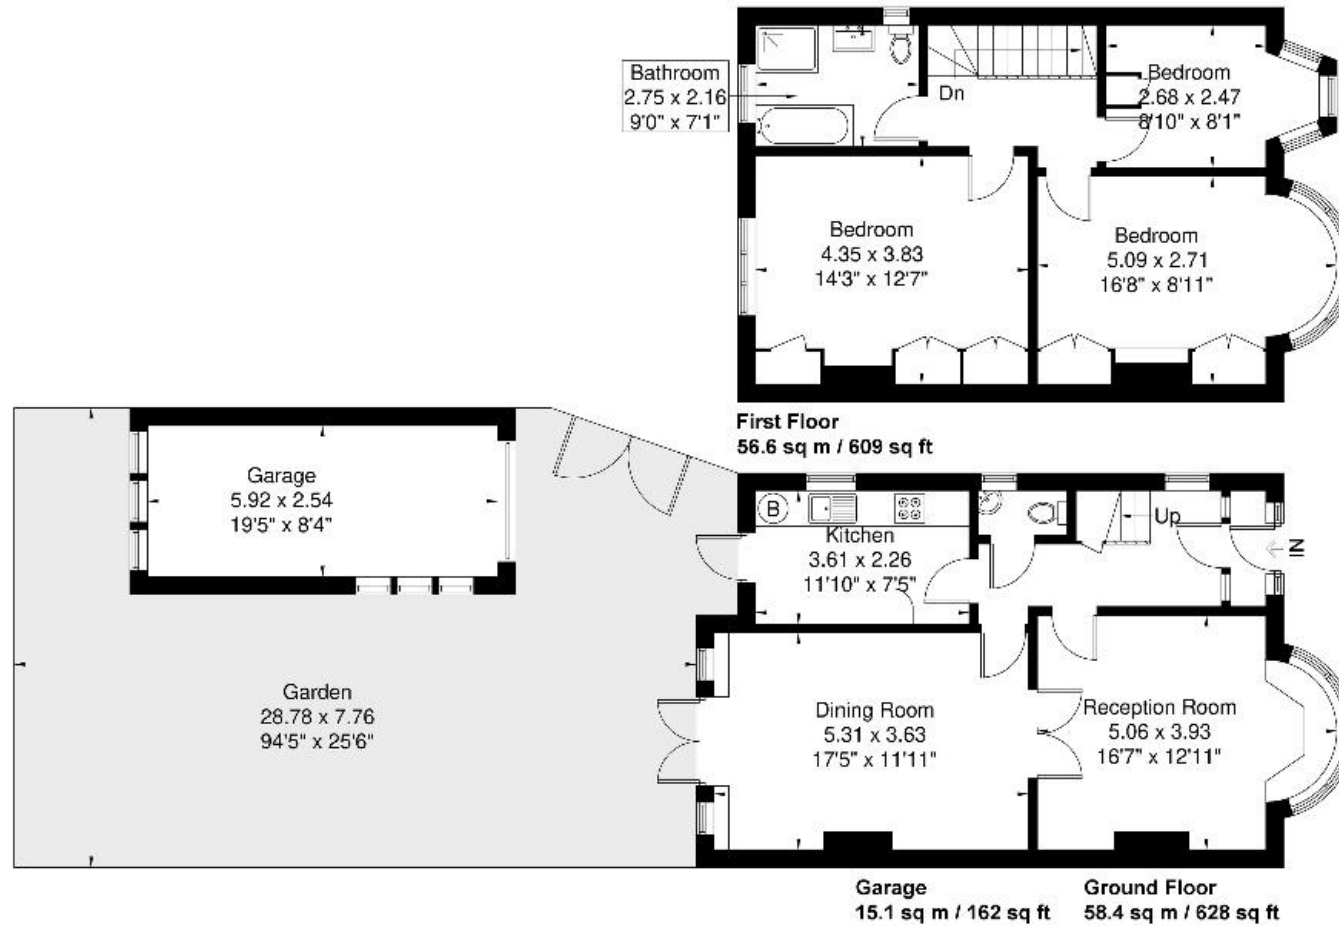 Bathroom
2.75 x 2.16
9'0" x 7'1"
Dn
Bedroom
2.68 x 2.47
8'10" x 8'1"
Bedroom
4.35 x 3.83
14'3" x 12'7"
Bedroom
5.09 x 2.71
16'8" x 8'11"
First Floor
56.6 sq m / 609 sq ft
Garage
5.92 x 2.54
19'5" x 8'4"
B
Kitchen
3.61 x 2.26
11'10" x 7'5"
Up
IN
Garden
28.78 x 7.76
94'5" x 25'6"
Dining Room
5.31 x 3.63
17'5" x 11'11"
Reception Room
5.06 x 3.93
16'7" x 12'11"
Garage
15.1 sq m / 162 sq ft
Ground Floor
58.4 sq m / 628 sq ft